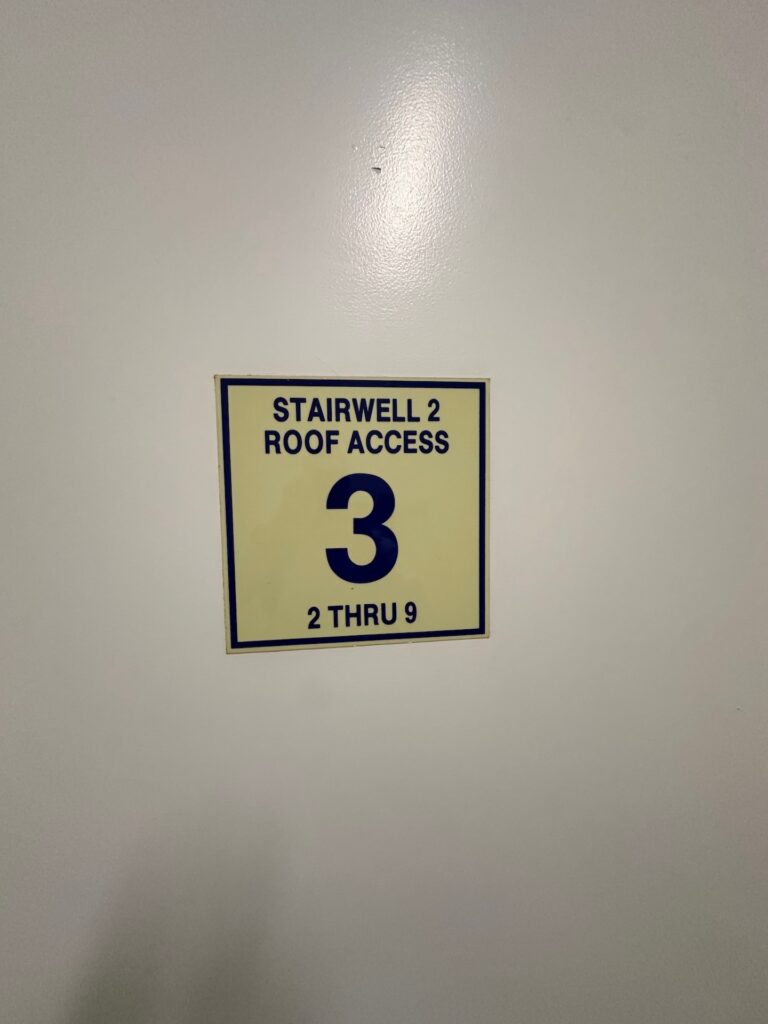 STAIRWELL 2
ROOF ACCESS
3
2 THRU 9